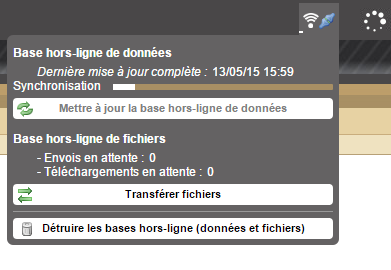 Base hors-ligne de données
Dernière mise à jour complète : 13/05/15 15:59
Synchronisation
Mettre à jour la base hors-ligne de données
Base hors-ligne de fichiers
- Envois en attente : 0
- Téléchargements en attente : 0
Transférer fichiers
Détruire les bases hors-ligne (données et fichiers)